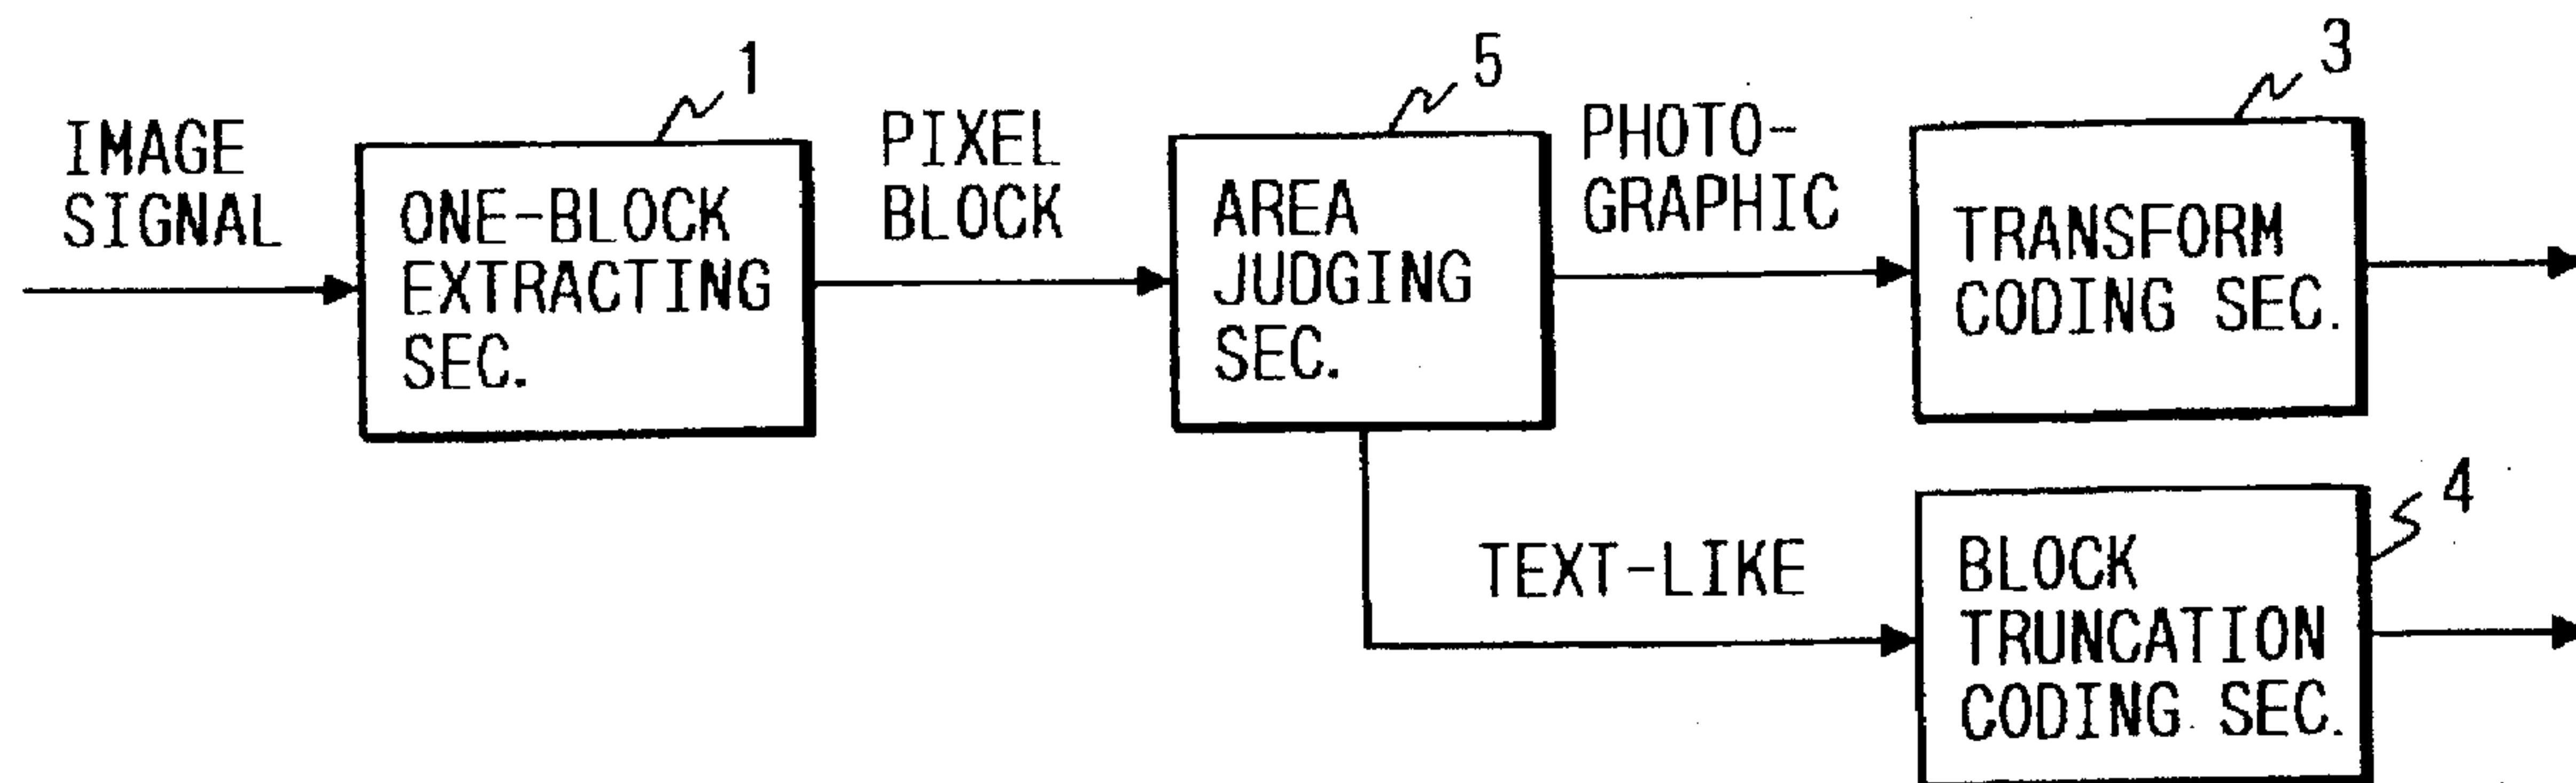 IMAGE
SIGNAL
1
ONE-BLOCK
EXTRACTING
SEC.
PIXEL
BLOCK
5
AREA
JUDGING
SEC.
PHOTO-
GRAPHIC
3
TRANSFORM
CODING SEC.
TEXT-LIKE
4
BLOCK
TRUNCATION
CODING SEC.